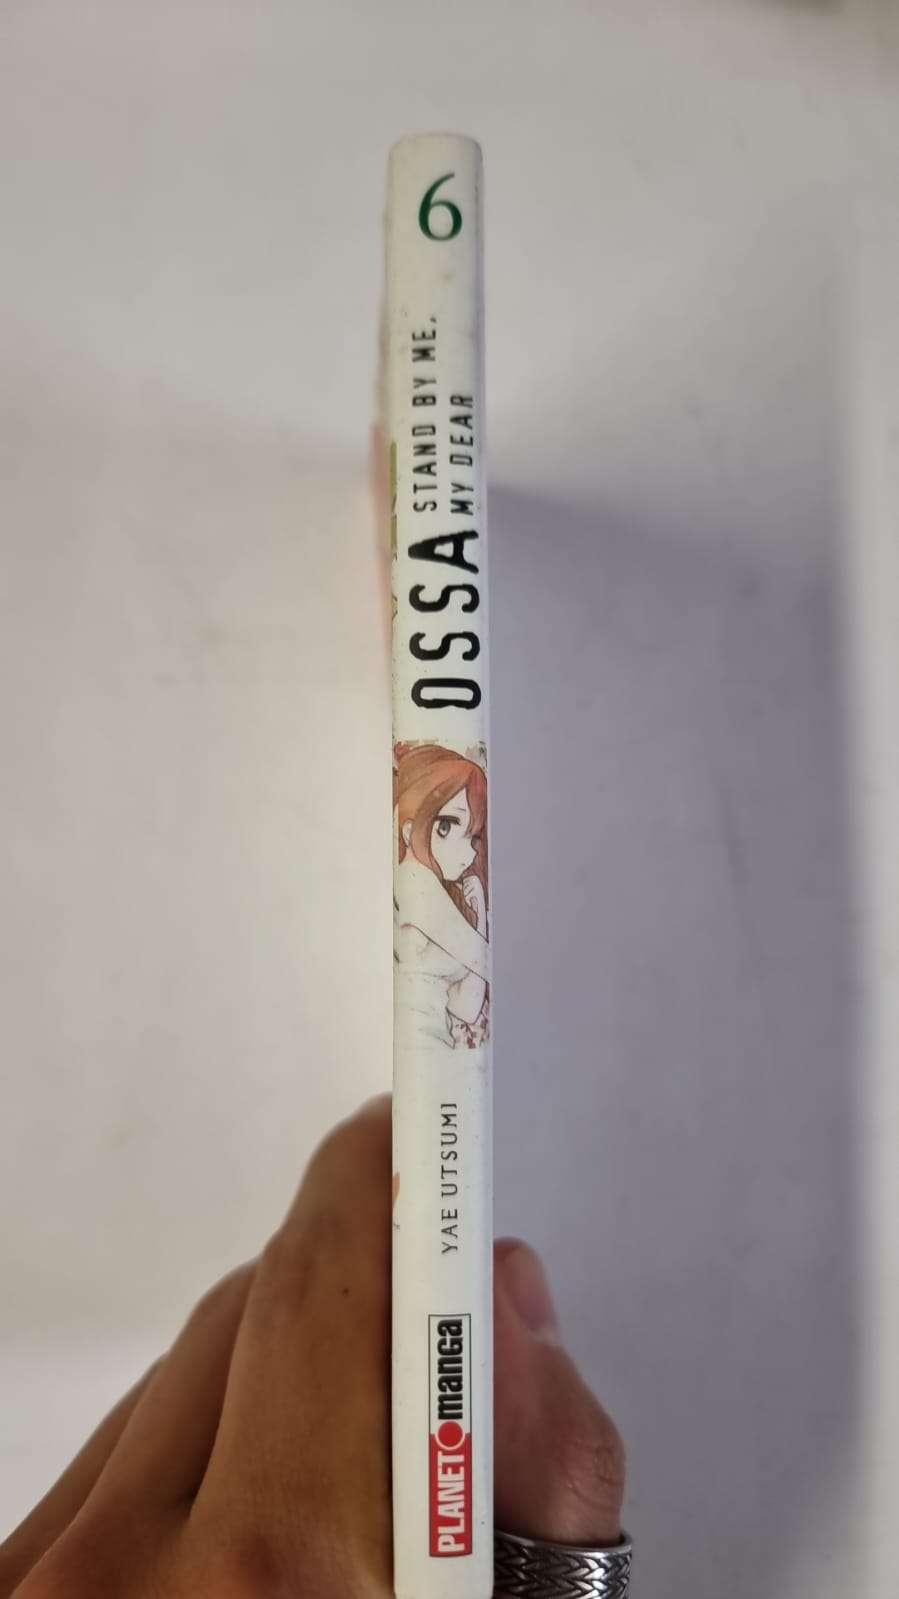 6
OSSA
STAND BY ME,
MY DEAR
YAE UTSUMI
PLANET manga